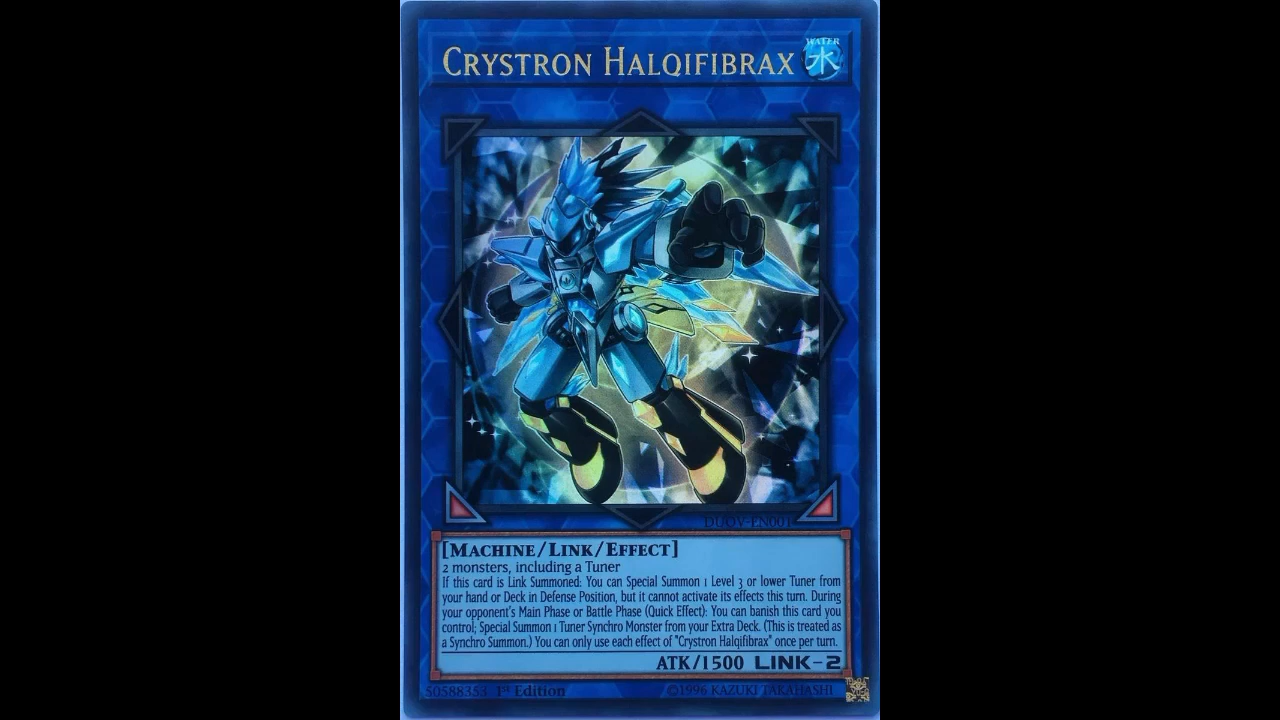 CRYSTRON HALQIFIBRAX
WATER
水
DUOV-EN001
[MACHINE/LINK/EFFECT]
2 monsters, including a Tuner
If this card is Link Summoned: You can Special Summon 1 Level 3 or lower Tuner from
your hand or Deck in Defense Position, but it cannot activate its effects this turn. During
your opponent's Main Phase or Battle Phase (Quick Effect): You can banish this card you
control; Special Summon 1 Tuner Synchro Monster from your Extra Deck. (This is treated as
a Synchro Summon.) You can only use each effect of "Crystron Halqifibrax" once per turn.
ATK/1500 LINK-2
50588353 1st Edition ©1996 KAZUKI TAKAHASHI